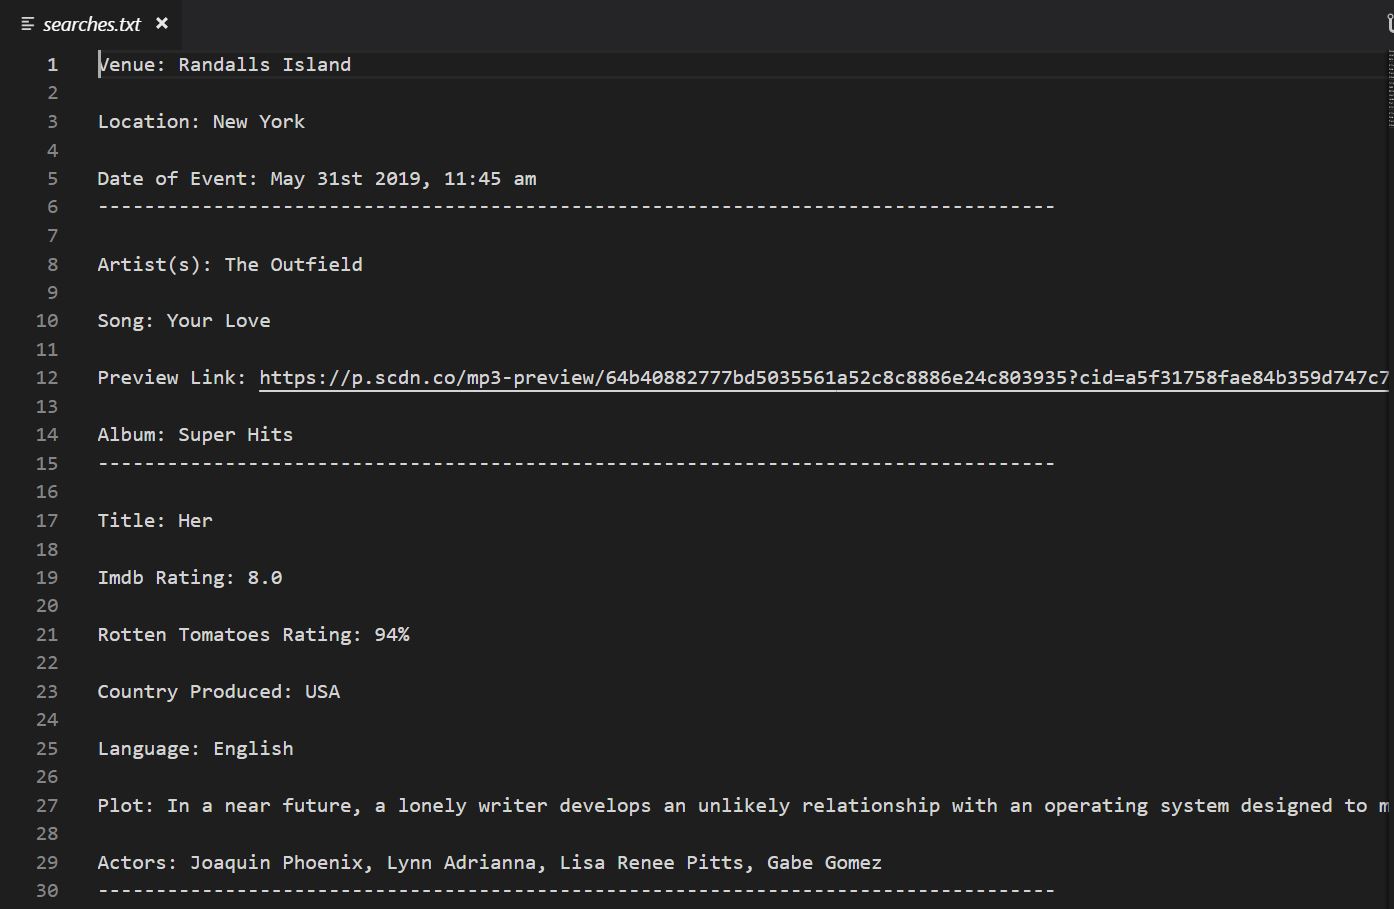 searches.txt ×
1 Venue: Randalls Island
2
3 Location: New York
4
5 Date of Event: May 31st 2019, 11:45 am
6 -----------------------------------------------------------------------------------
7
8 Artist(s): The Outfield
9
10 Song: Your Love
11
12 Preview Link: https://p.scdn.co/mp3-preview/64b40882777bd5035561a52c8c8886e24c803935?cid=a5f31758fae84b359d747c7
13
14 Album: Super Hits
15 -----------------------------------------------------------------------------------
16
17 Title: Her
18
19 Imdb Rating: 8.0
20
21 Rotten Tomatoes Rating: 94%
22
23 Country Produced: USA
24
25 Language: English
26
27 Plot: In a near future, a lonely writer develops an unlikely relationship with an operating system designed to m
28
29 Actors: Joaquin Phoenix, Lynn Adrianna, Lisa Renee Pitts, Gabe Gomez
30 -----------------------------------------------------------------------------------